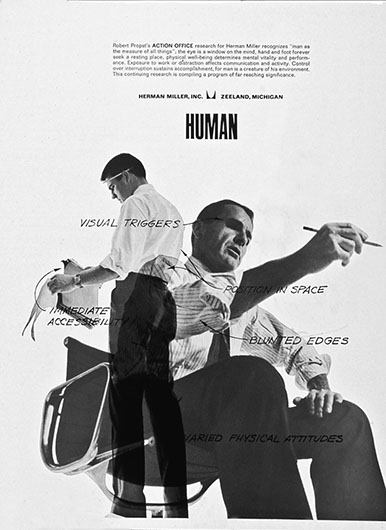 Robert Propst's ACTION OFFICE research for Herman Miller recognizes "man as
the measure of all things"; the eye is a window on the mind, hand and foot forever
seek a resting place, physical well-being determines mental vitality and perform-
ance. Exposure to work or distraction affects communication and activity. Control
over interruption sustains accomplishment, for man is a creature of his environment.
This continuing research is compiling a program of far reaching significance.
HERMAN MILLER, INC. ZEELAND, MICHIGAN
HUMAN
VISUAL TRIGGERS
POSITION IN SPACE
IMMEDIATE
ACCESSIBILITY
BLUNTED EDGES
VARIED PHYSICAL ATTITUDES